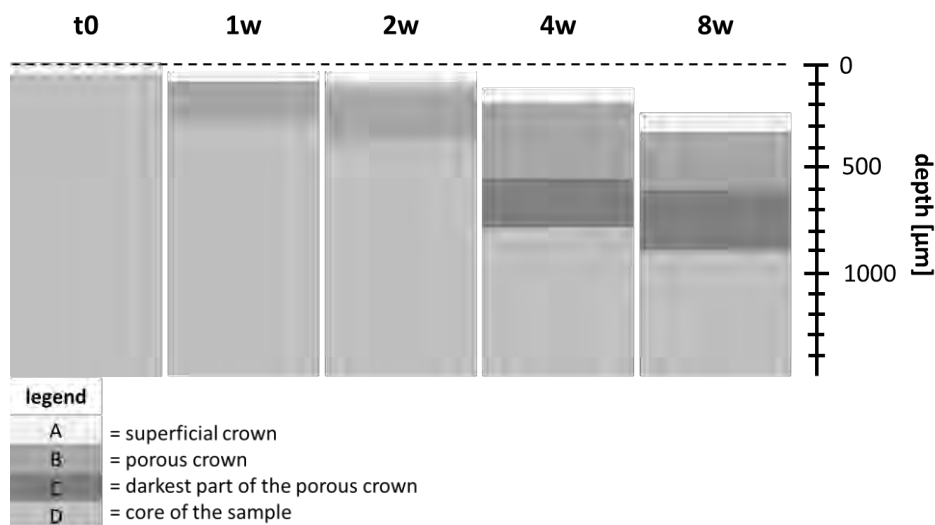 t0 1w 2w 4w 8w
0
500
1000
depth [µm]
legend
A = superficial crown
B = porous crown
C = darkest part of the porous crown
D = core of the sample